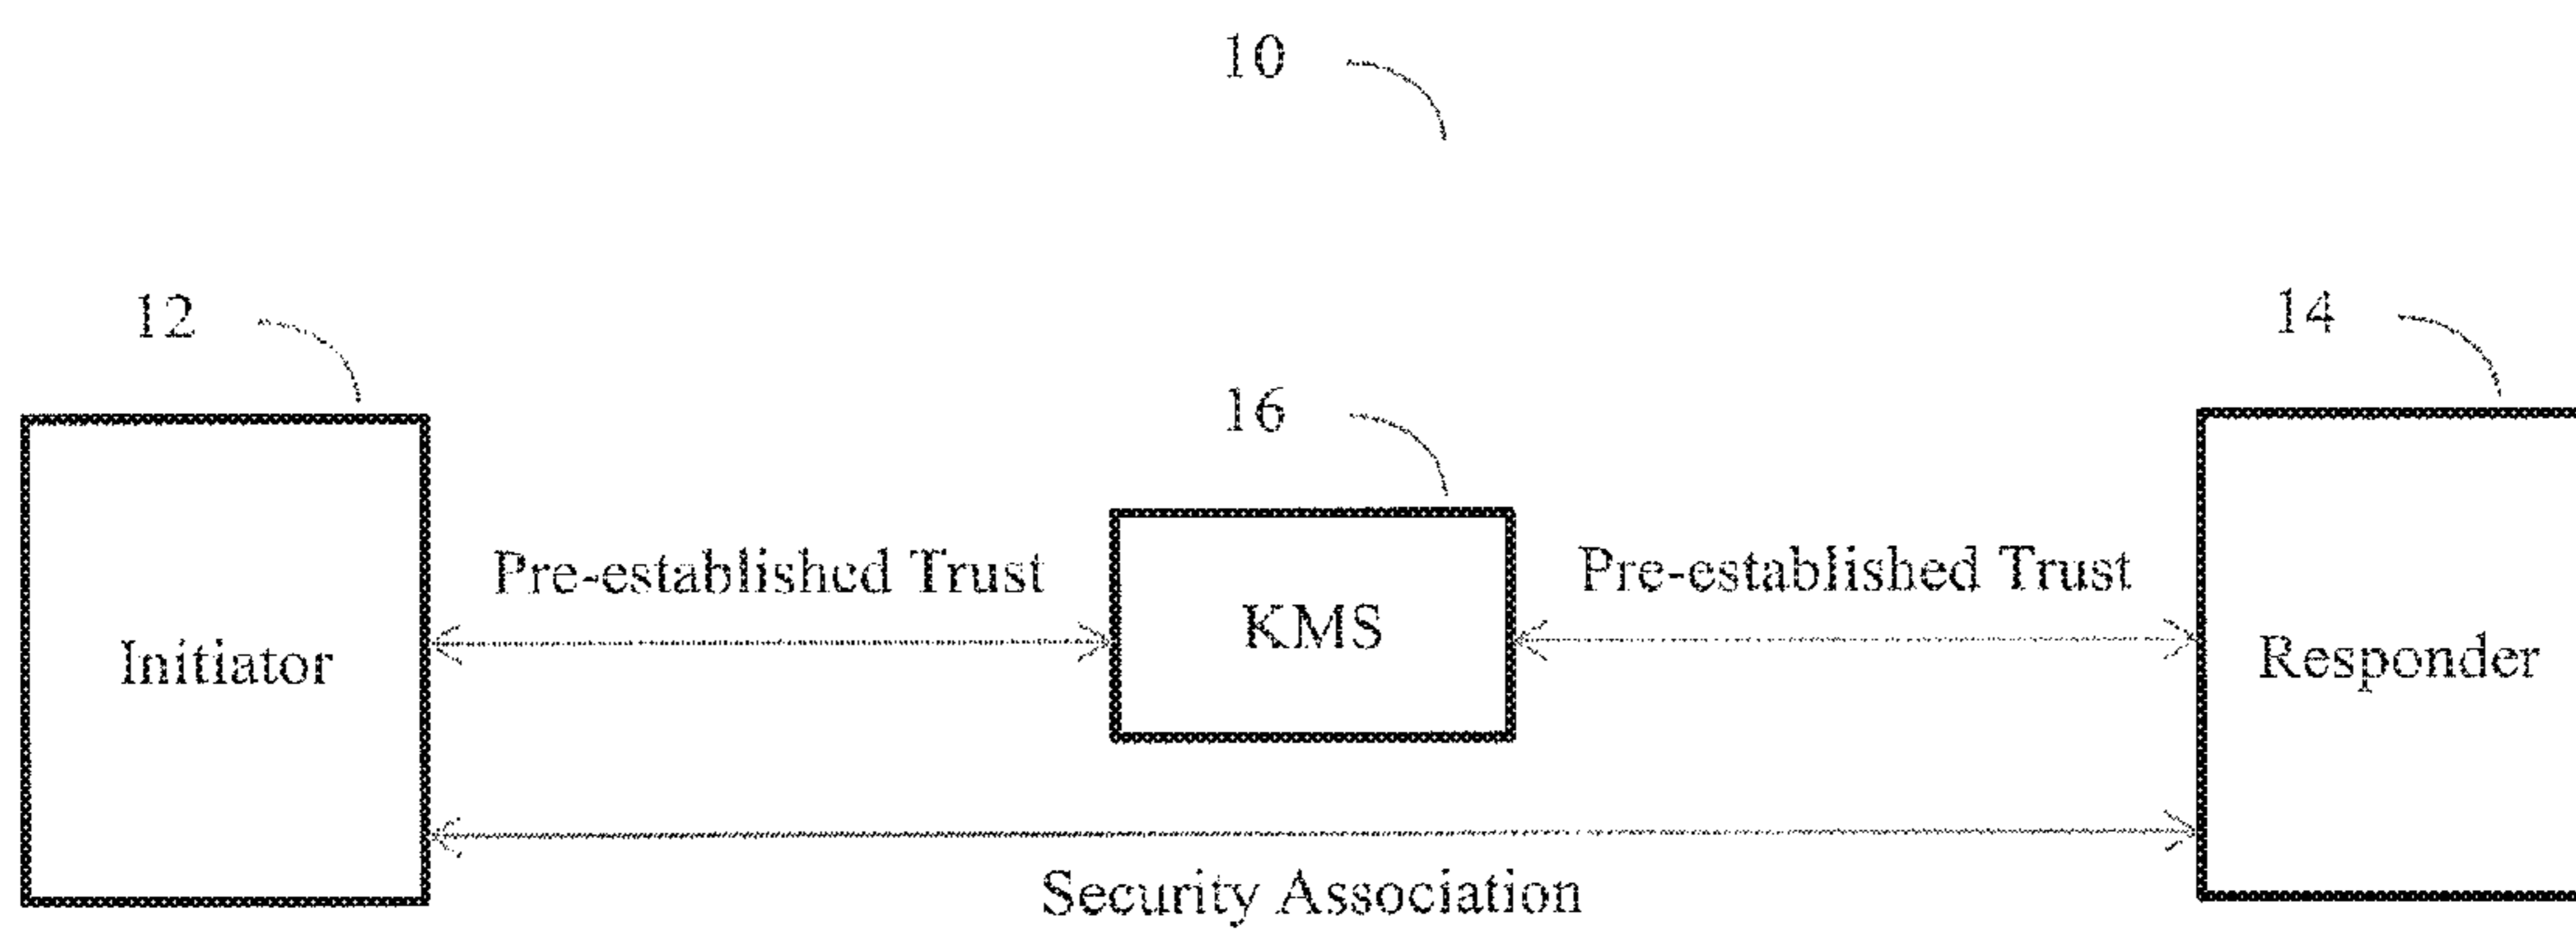 10
12
14
16
Pre-established Trust
Pre-established Trust
KMS
Initiator
Responder
Security Association